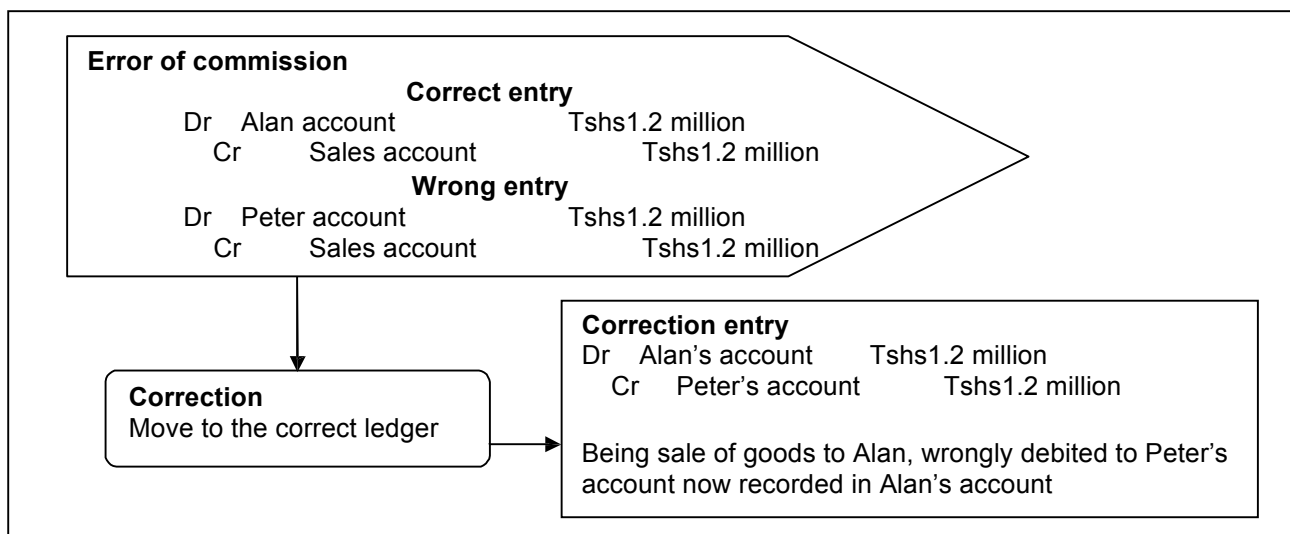 Error of commission
Correct entry
Dr Alan account Tshs1.2 million
Cr Sales account Tshs1.2 million
Wrong entry
Dr Peter account Tshs1.2 million
Cr Sales account Tshs1.2 million
Correction
Move to the correct ledger
Correction entry
Dr Alan’s account Tshs1.2 million
Cr Peter’s account Tshs1.2 million
Being sale of goods to Alan, wrongly debited to Peter’s
account now recorded in Alan’s account